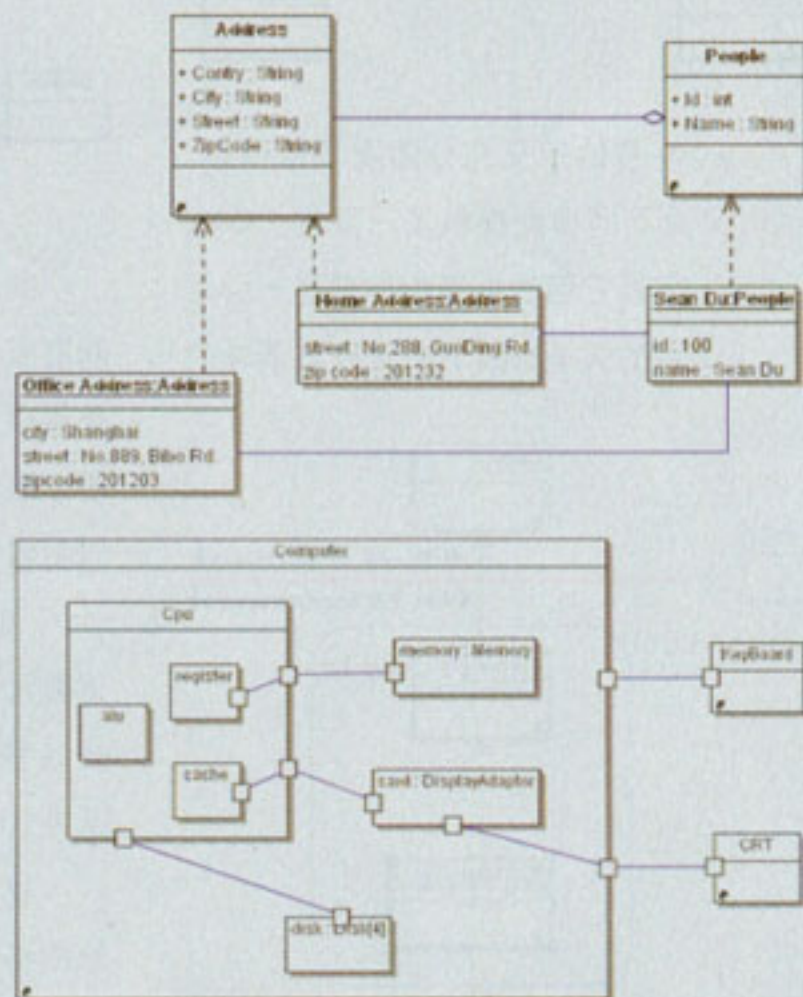 Address
+ Contry : String
+ City : String
+ Street : String
+ ZipCode : String
People
+ Id : int
+ Name : String
Home Address:Address
street : No.288, GuoDing Rd.
zip code : 201232
Sean Du:People
id : 100
name : Sean Du
Office Address:Address
city : Shanghai
street : No.889, Bibo Rd.
zipcode : 201203
Computer
Cpu
register
alu
cache
memory : Memory
card : DisplayAdaptor
disk : Disk[4]
KeyBoard
CRT